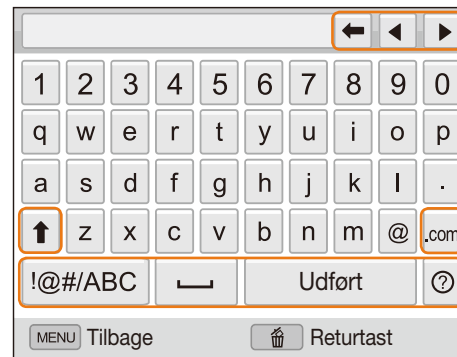 1 2 3 4 5 6 7 8 9 0
q w e r t y u i o p
a s d f g h j k l .
z x c v b n m @ .com
!@#/ABC Udført ?
MENU Tilbage Returtast